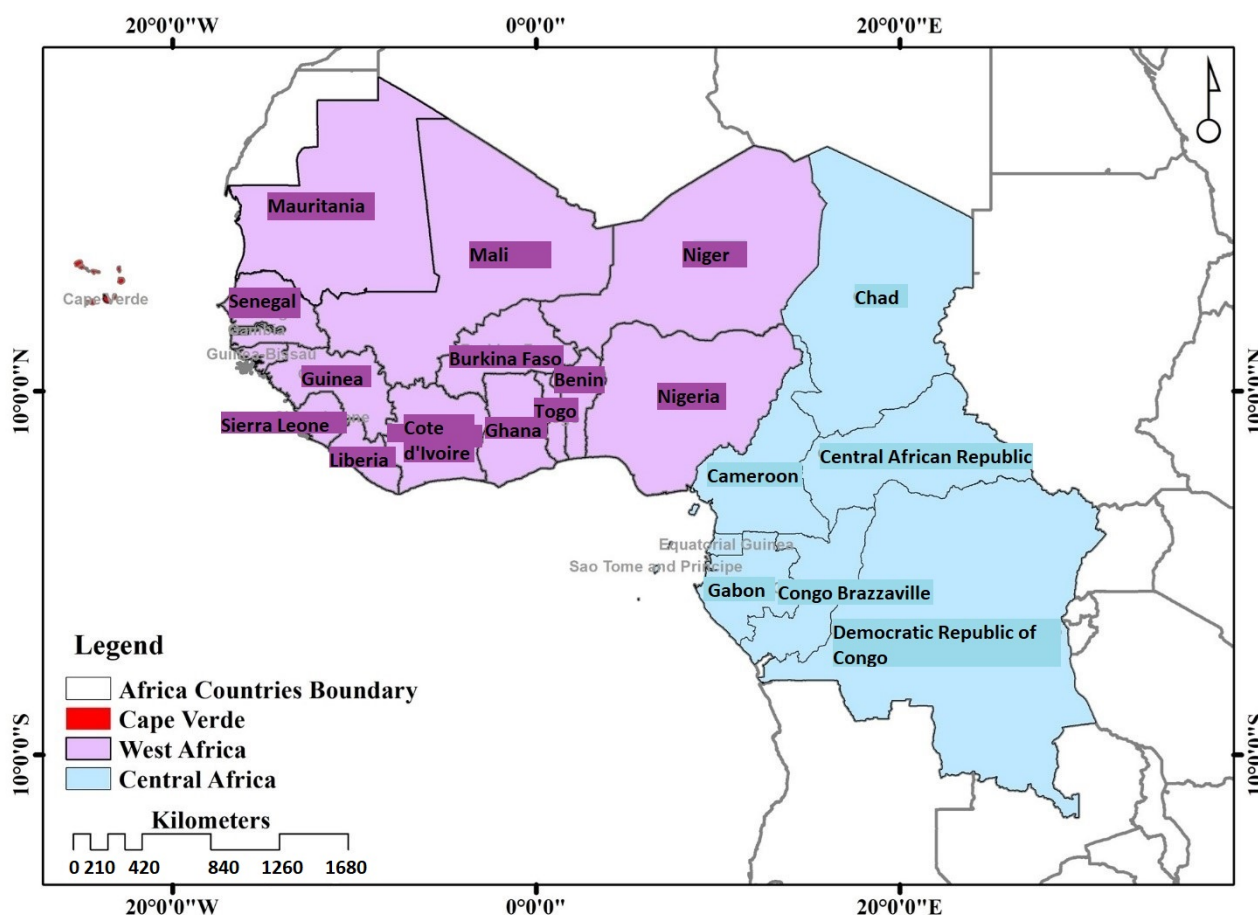 20°0'0"W
0°0'0"
20°0'0"E
Mauritania
Mali
Niger
Chad
Cape Verde
Senegal
Gambia
Guinea-Bissau
Guinea
Burkina Faso
Benin
Nigeria
Togo
Sierra Leone
Cote
d'Ivoire
Ghana
Liberia
Central African Republic
Cameroon
Equatorial Guinea
Sao Tome and Principe
Gabon
Congo Brazzaville
Democratic Republic of
Congo
10°0'0"N
10°0'0"S
10°0'0"S
Legend
Africa Countries Boundary
Cape Verde
West Africa
Central Africa
Kilometers
0 210 420 840 1260 1680
20°0'0"W
0°0'0"
20°0'0"E